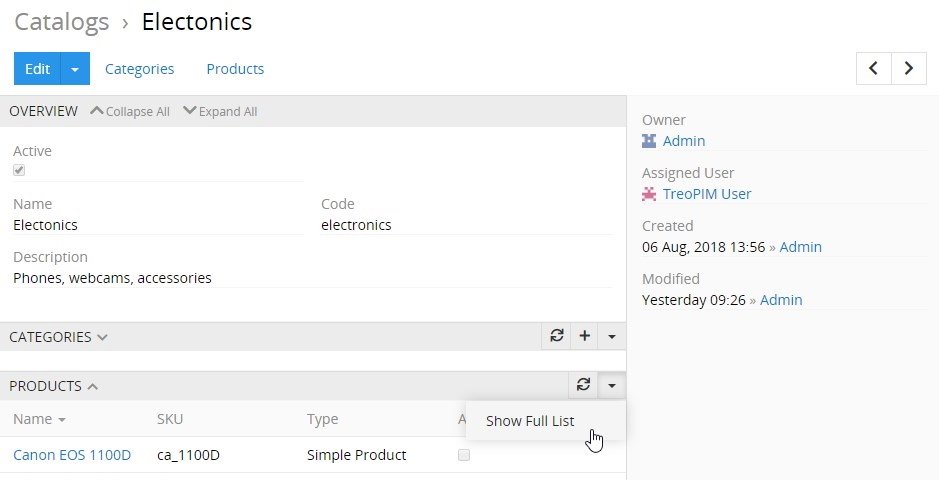 Catalogs › Electonics
Edit Categories Products
OVERVIEW Collapse All Expand All
Active
Name Code
Electonics electronics
Description
Phones, webcams, accessories
CATEGORIES
PRODUCTS
Show Full List
Name SKU Type A
Canon EOS 1100D ca_1100D Simple Product
Owner
Admin
Assigned User
TreoPIM User
Created
06 Aug, 2018 13:56 » Admin
Modified
Yesterday 09:26 » Admin